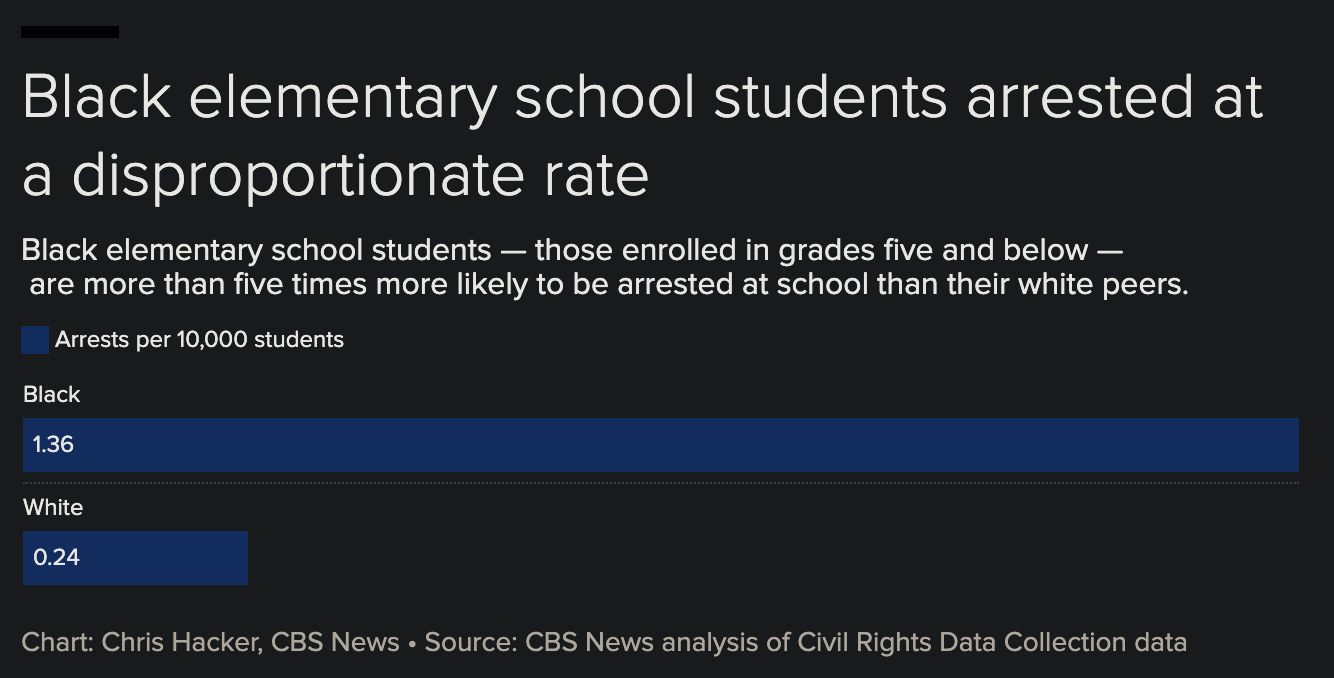 Black elementary school students arrested at
a disproportionate rate
Black elementary school students — those enrolled in grades five and below —
are more than five times more likely to be arrested at school than their white peers.
Arrests per 10,000 students
Black
1.36
White
0.24
Chart: Chris Hacker, CBS News • Source: CBS News analysis of Civil Rights Data Collection data